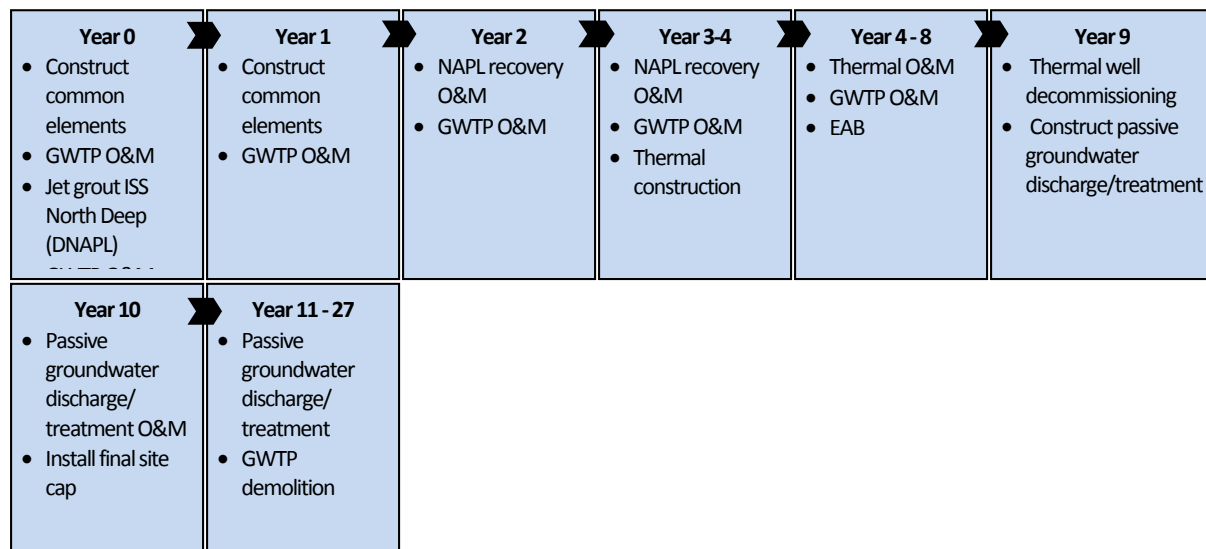 Year 0
• Construct
common
elements
• GWTP O&M
• Jet grout ISS
North Deep
(DNAPL)
Year 1
• Construct
common
elements
• GWTP O&M
Year 2
• NAPL recovery
O&M
• GWTP O&M
Year 3-4
• NAPL recovery
O&M
• GWTP O&M
• Thermal
construction
Year 4 - 8
• Thermal O&M
• GWTP O&M
• EAB
Year 9
• Thermal well
decommissioning
• Construct passive
groundwater
discharge/treatment
Year 10
• Passive
groundwater
discharge/
treatment O&M
• Install final site
cap
Year 11 - 27
• Passive
groundwater
discharge/
treatment
• GWTP
demolition